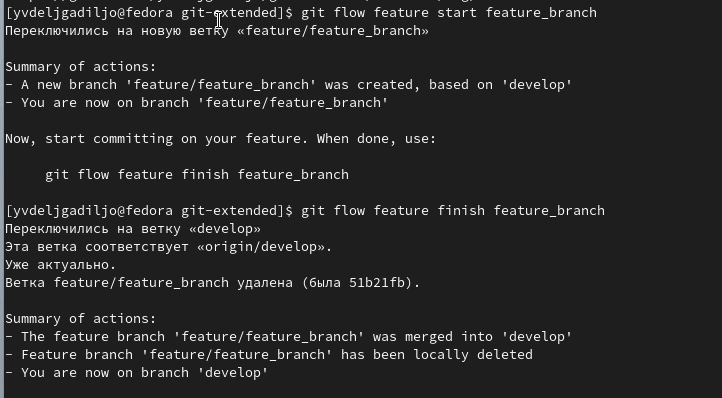 [yvdeljgadiljo@fedora git-extended]$ git flow feature start feature_branch
Переключились на новую ветку «feature/feature_branch»
Summary of actions:
- A new branch 'feature/feature_branch' was created, based on 'develop'
- You are now on branch 'feature/feature_branch'
Now, start committing on your feature. When done, use:
git flow feature finish feature_branch
[yvdeljgadiljo@fedora git-extended]$ git flow feature finish feature_branch
Переключились на ветку «develop»
Эта ветка соответствует «origin/develop».
Уже актуально.
Ветка feature/feature_branch удалена (была 51b21fb).
Summary of actions:
- The feature branch 'feature/feature_branch' was merged into 'develop'
- Feature branch 'feature/feature_branch' has been locally deleted
- You are now on branch 'develop'